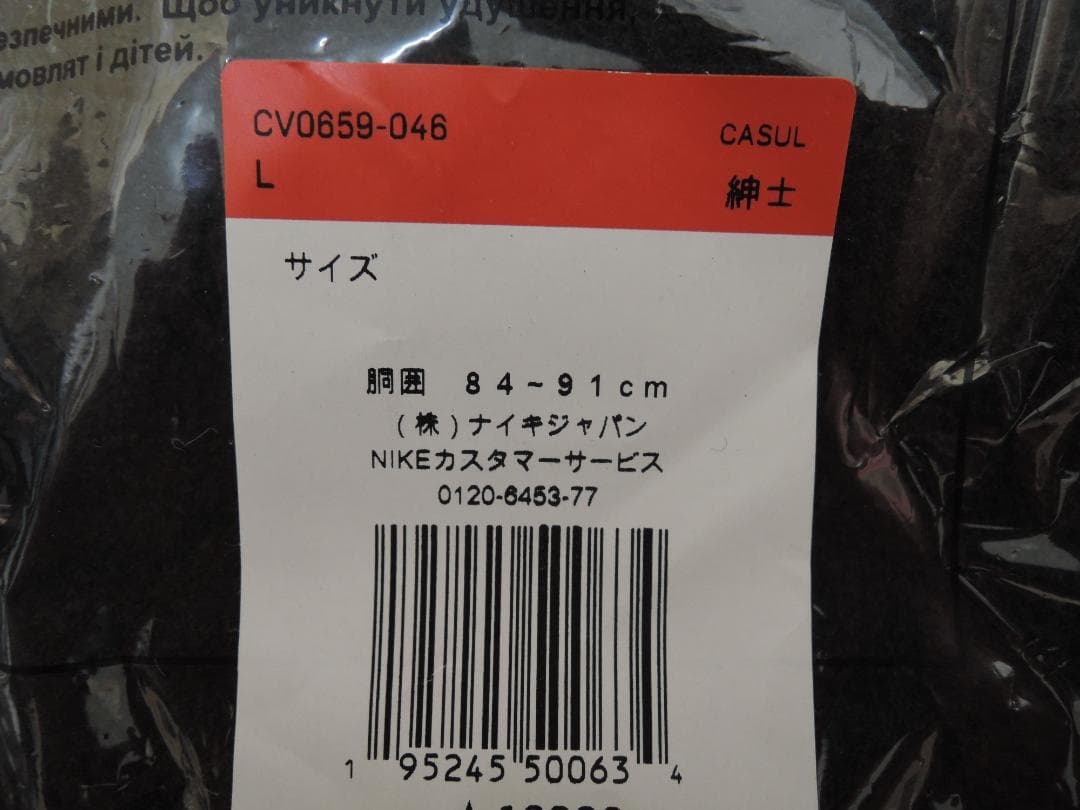 Щоб уникнути удушення,
безпечними.
мовлят і дітей.
CV0659-046
CASUL
L
紳士
サイズ
胴囲 84~91cm
(株)ナイキジャパン
NIKEカスタマーサービス
0120-6453-77
1 95245 50063 4